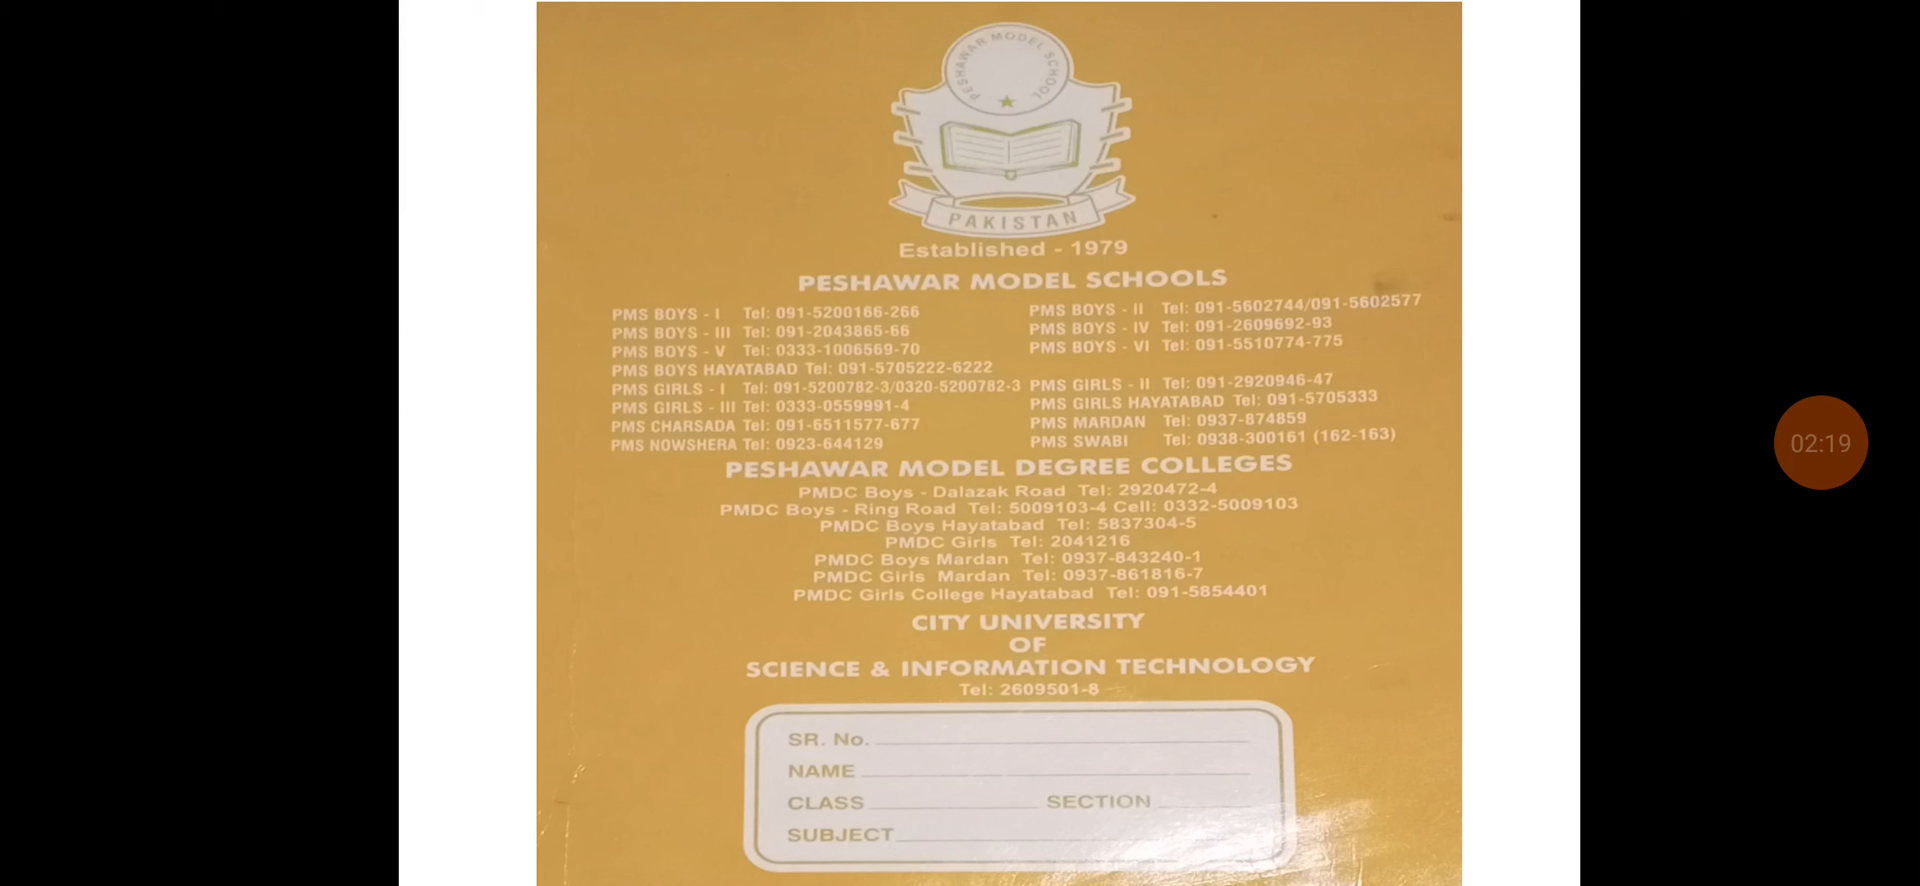 PESHAWAR MODEL SCHOOL
PAKISTAN
Established - 1979
PESHAWAR MODEL SCHOOLS
PMS BOYS - I Tel: 091-5200166-266 PMS BOYS - II Tel: 091-5602744/091-5602577
PMS BOYS - III Tel: 091-2043865-66 PMS BOYS - IV Tel: 091-2609692-93
PMS BOYS - V Tel: 0333-1006569-70 PMS BOYS - VI Tel: 091-5510774-775
PMS BOYS HAYATABAD Tel: 091-5705222-6222
PMS GIRLS - I Tel: 091-5200782-3/0320-5200782-3 PMS GIRLS - II Tel: 091-2920946-47
PMS GIRLS - III Tel: 0333-0559991-4 PMS GIRLS HAYATABAD Tel: 091-5705333
PMS CHARSADA Tel: 091-6511577-677 PMS MARDAN Tel: 0937-874859
PMS NOWSHERA Tel: 0923-644129 PMS SWABI Tel: 0938-300161 (162-163)
PESHAWAR MODEL DEGREE COLLEGES
PMDC Boys - Dalazak Road Tel: 2920472-4
PMDC Boys - Ring Road Tel: 5009103-4 Cell: 0332-5009103
PMDC Boys Hayatabad Tel: 5837304-5
PMDC Girls Tel: 2041216
PMDC Boys Mardan Tel: 0937-843240-1
PMDC Girls Mardan Tel: 0937-861816-7
PMDC Girls College Hayatabad Tel: 091-5854401
CITY UNIVERSITY
OF
SCIENCE & INFORMATION TECHNOLOGY
Tel: 2609501-8
SR. No.
NAME
CLASS SECTION
SUBJECT
02:19